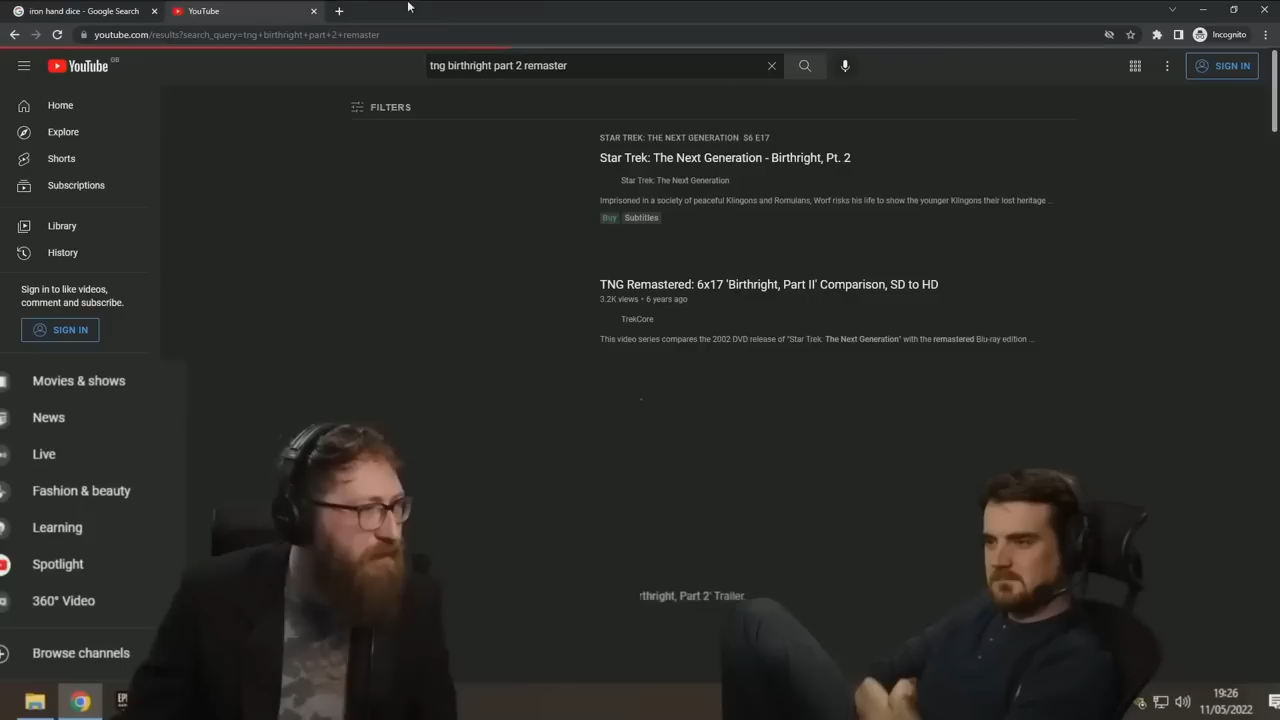 iron hand dice - Google Search
YouTube
youtube.com/results?search_query=tng+birthright+part+2+remaster
Incognito
YouTube GB
tng birthright part 2 remaster
SIGN IN
Home
Explore
Shorts
Subscriptions
Library
History
Sign in to like videos,
comment and subscribe.
SIGN IN
Movies & shows
News
Live
Fashion & beauty
Learning
Spotlight
360° Video
Browse channels
FILTERS
STAR TREK: THE NEXT GENERATION S6 E17
Star Trek: The Next Generation - Birthright, Pt. 2
Star Trek: The Next Generation
Imprisoned in a society of peaceful Klingons and Romulans, Worf risks his life to show the younger Klingons their lost heritage ...
Buy Subtitles
TNG Remastered: 6x17 'Birthright, Part II' Comparison, SD to HD
3.2K views • 6 years ago
TrekCore
This video series compares the 2002 DVD release of "Star Trek: The Next Generation" with the remastered Blu-ray edition ...
rthright, Part 2' Trailer
EPI
19:26
11/05/2022